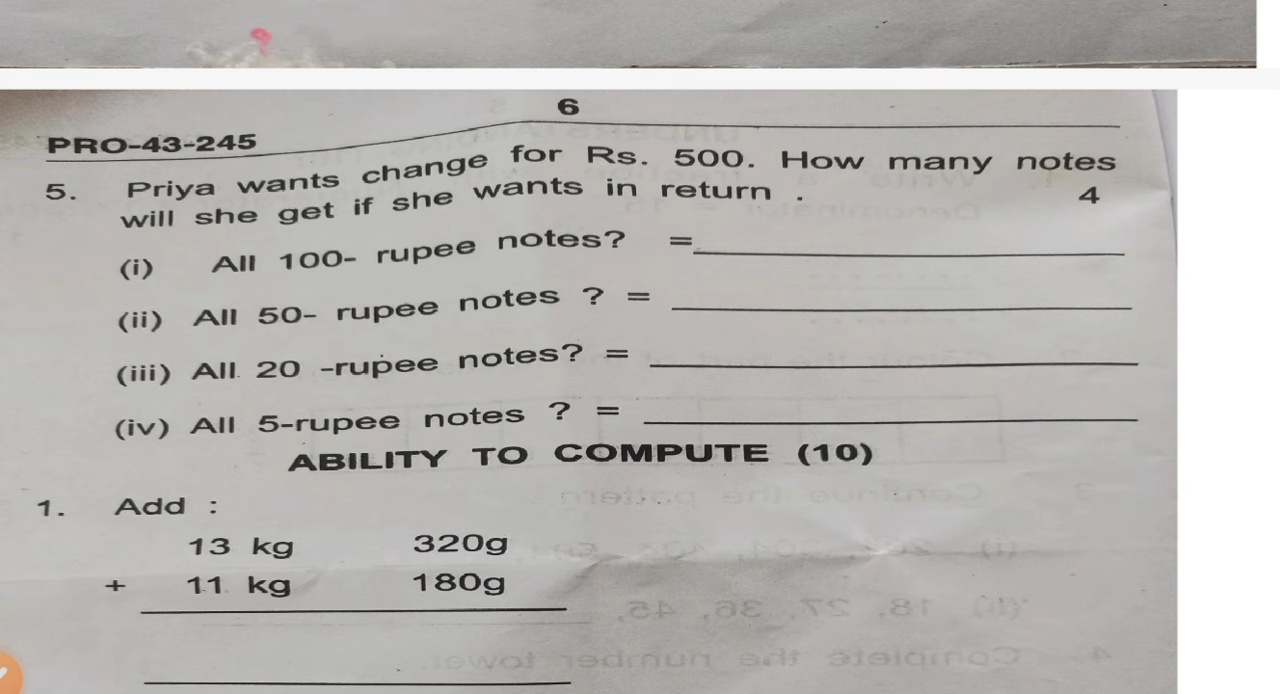 6
PRO-43-245
5. Priya wants change for Rs. 500. How many notes
will she get if she wants in return . 4
(i) All 100- rupee notes? =
(ii) All 50- rupee notes ? =
(iii) All 20 -rupee notes? =
(iv) All 5-rupee notes ? =
ABILITY TO COMPUTE (10)
1. Add :
13 kg 320g
+ 11 kg 180g